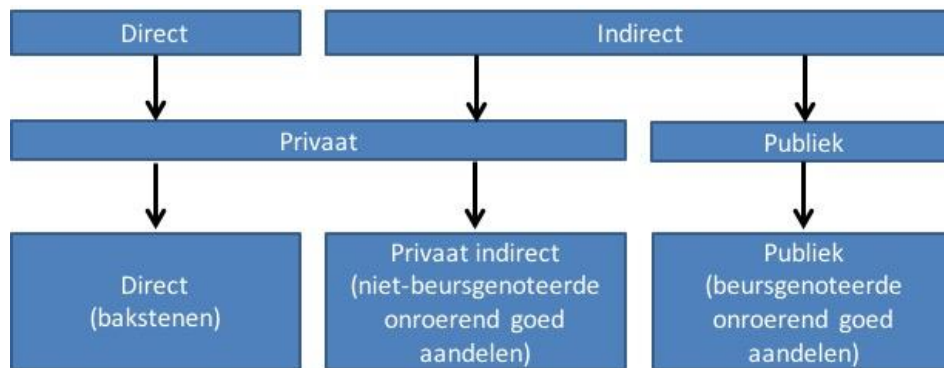 Direct
Indirect
Privaat
Publiek
Direct
(bakstenen)
Privaat indirect
(niet-beursgenoteerde
onroerend goed
aandelen)
Publiek
(beursgenoteerde
onroerend goed
aandelen)